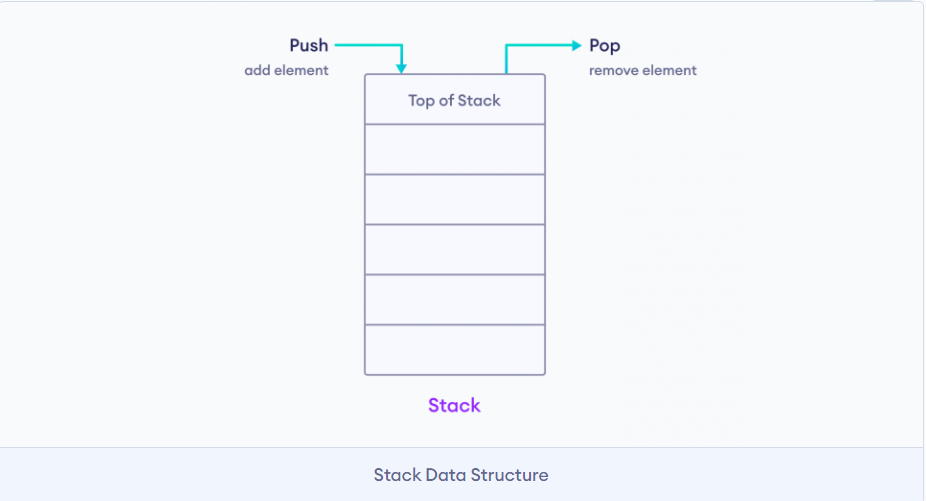 Push
add element
Pop
remove element
Top of Stack
Stack
Stack Data Structure